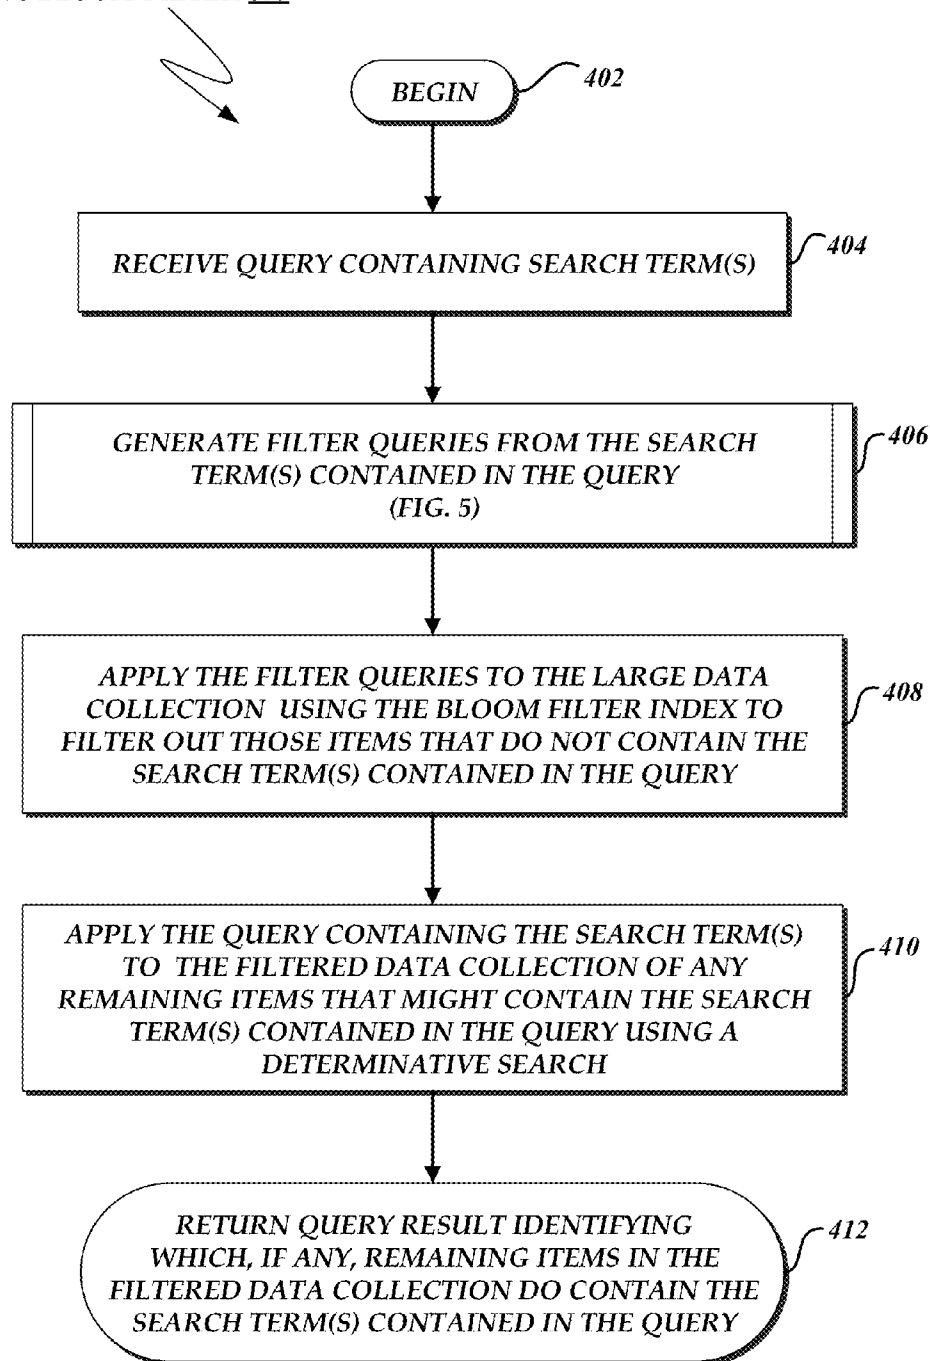 BEGIN
402
RECEIVE QUERY CONTAINING SEARCH TERM(S)
404
GENERATE FILTER QUERIES FROM THE SEARCH
TERM(S) CONTAINED IN THE QUERY
(FIG. 5)
406
APPLY THE FILTER QUERIES TO THE LARGE DATA
COLLECTION USING THE BLOOM FILTER INDEX TO
FILTER OUT THOSE ITEMS THAT DO NOT CONTAIN THE
SEARCH TERM(S) CONTAINED IN THE QUERY
408
APPLY THE QUERY CONTAINING THE SEARCH TERM(S)
TO THE FILTERED DATA COLLECTION OF ANY
REMAINING ITEMS THAT MIGHT CONTAIN THE SEARCH
TERM(S) CONTAINED IN THE QUERY USING A
DETERMINATIVE SEARCH
410
RETURN QUERY RESULT IDENTIFYING
WHICH, IF ANY, REMAINING ITEMS IN THE
FILTERED DATA COLLECTION DO CONTAIN THE
SEARCH TERM(S) CONTAINED IN THE QUERY
412